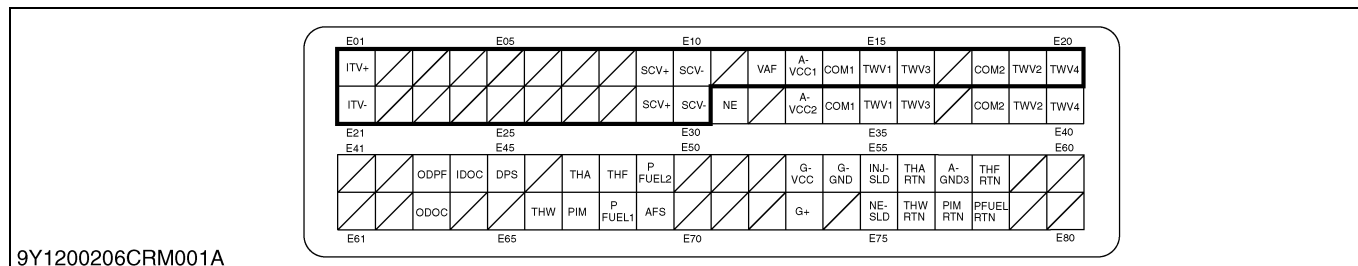 E01 E05 E10 E15 E20
ITV+ SCV+ SCV- VAF A-VCC1 COM1 TWV1 TWV3 COM2 TWV2 TWV4
ITV- SCV+ SCV- NE A-VCC2 COM1 TWV1 TWV3 COM2 TWV2 TWV4
E21 E25 E30 E35 E40
E41 E45 E50 E55 E60
ODPF IDOC DPS THA THF P FUEL2 G-VCC G-GND INJ-SLD THA RTN A-GND3 THF RTN
ODOC THW PIM P FUEL1 AFS G+ NE-SLD THW RTN PIM RTN PFUEL RTN
E61 E65 E70 E75 E80
9Y1200206CRM001A